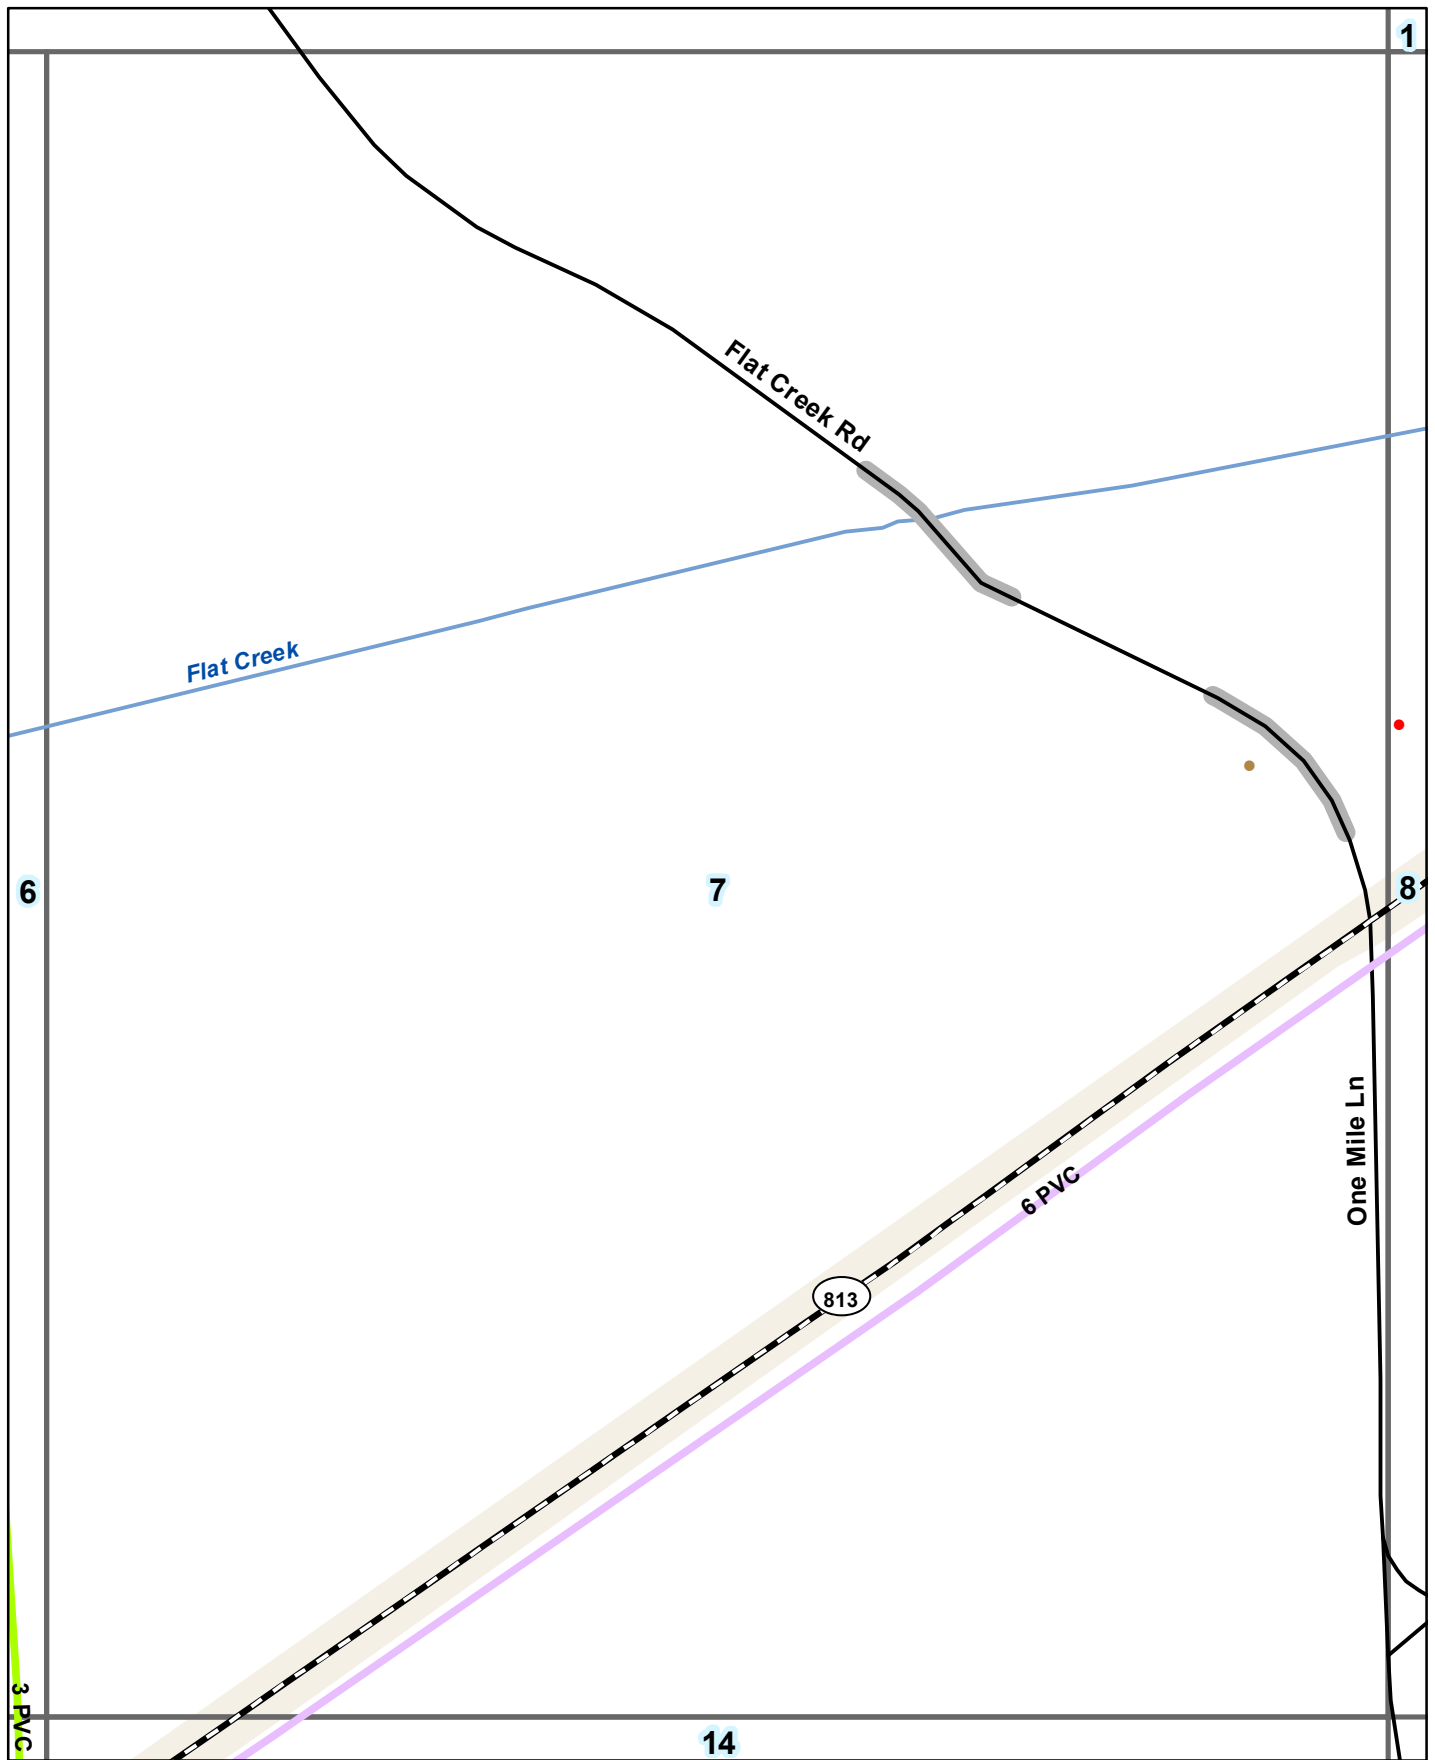 1
Flat Creek Rd
Flat Creek
6
7
8
One Mile Ln
6 PVC
813
3 PVC
14